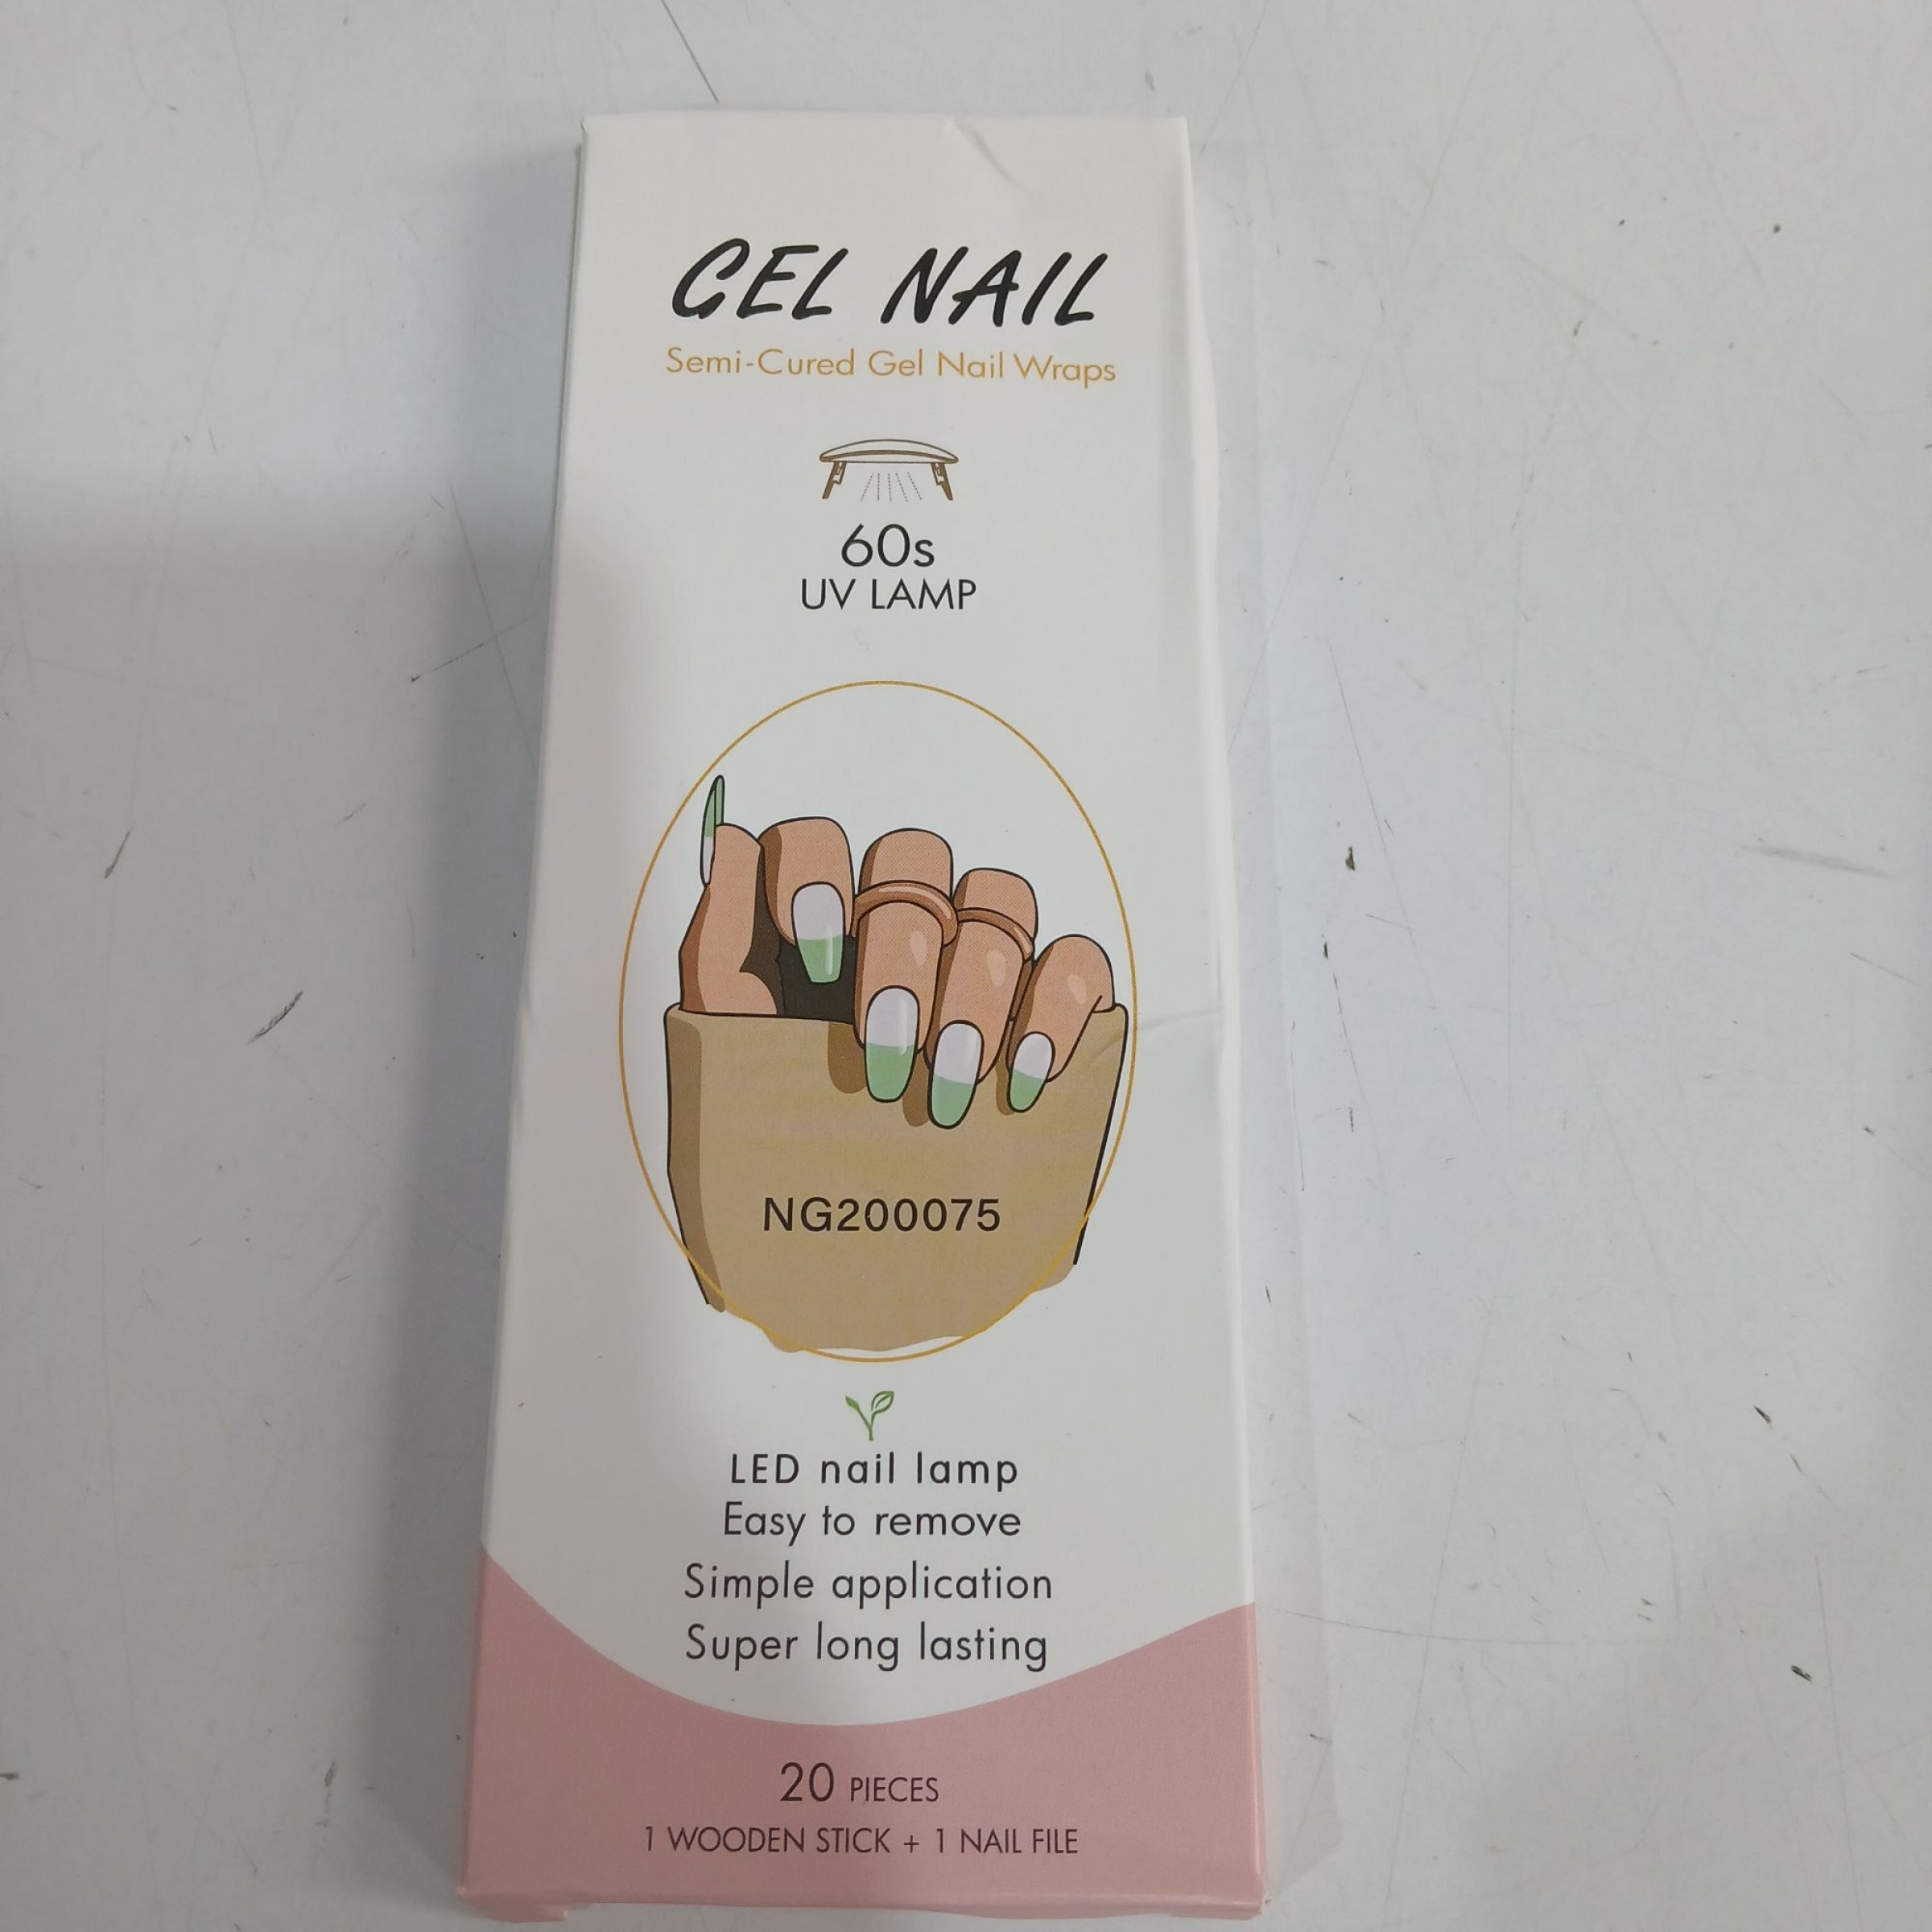 GEL NAIL
Semi-Cured Gel Nail Wraps
60s
UV LAMP
NG200075
LED nail lamp
Easy to remove
Simple application
Super long lasting
20 PIECES
1 WOODEN STICK + 1 NAIL FILE